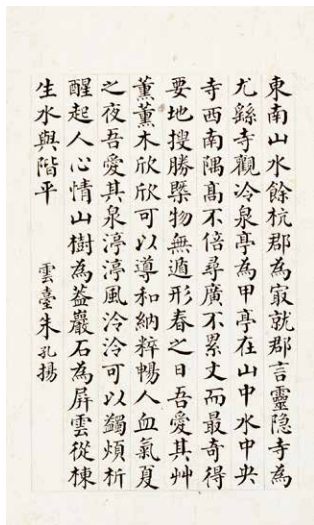 東南山水餘杭郡為㝡就郡言靈隐寺為
尤繇寺觀冷泉亭為甲亭在山中水中央
寺西南隅高不倍尋廣不累丈而最奇得
要地搜勝槩物無遁形春之日吾愛其艸
薰薰木欣欣可以導和納粹暢人血氣夏
之夜吾愛其泉渟渟風泠泠可以蠲煩析
醒起人心情山樹為葢巖石為屏雲從棟
生水與階平
雲臺朱孔揚